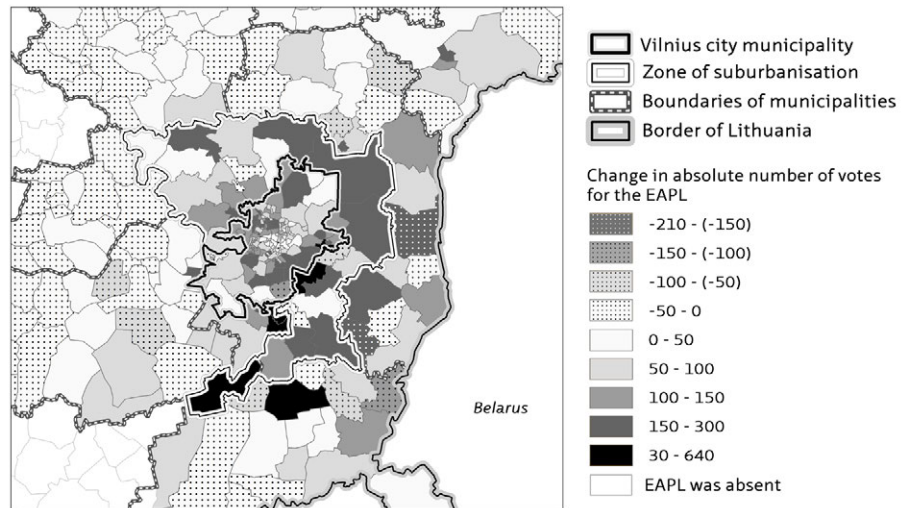 Vilnius city municipality
Zone of suburbanisation
Boundaries of municipalities
Border of Lithuania
Change in absolute number of votes
for the EAPL
-210 - (-150)
-150 - (-100)
-100 - (-50)
-50 - 0
0 - 50
50 - 100
100 - 150
150 - 300
30 - 640
EAPL was absent
Belarus